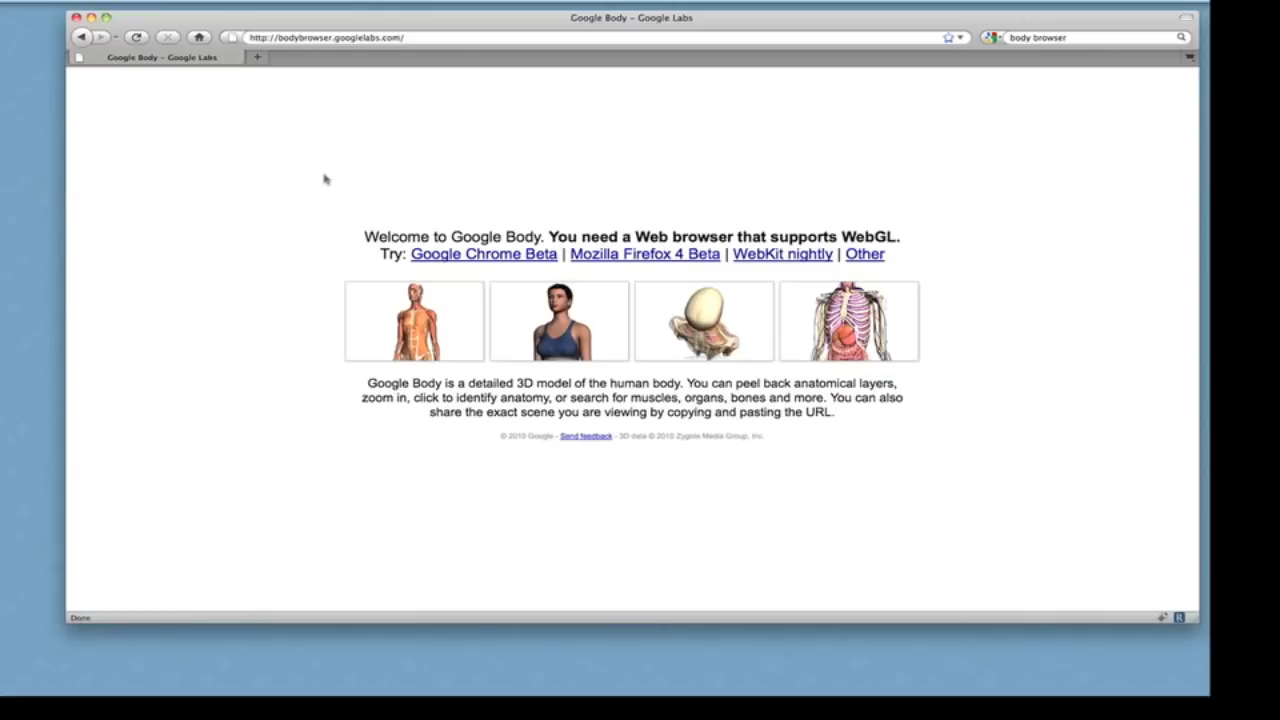 Google Body – Google Labs
http://bodybrowser.googlelabs.com/
body browser
Google Body – Google Labs
Welcome to Google Body. You need a Web browser that supports WebGL.
Try: Google Chrome Beta | Mozilla Firefox 4 Beta | WebKit nightly | Other
Google Body is a detailed 3D model of the human body. You can peel back anatomical layers,
zoom in, click to identify anatomy, or search for muscles, organs, bones and more. You can also
share the exact scene you are viewing by copying and pasting the URL.
© 2010 Google - Send feedback - 3D data © 2010 Zygote Media Group, Inc.
Done